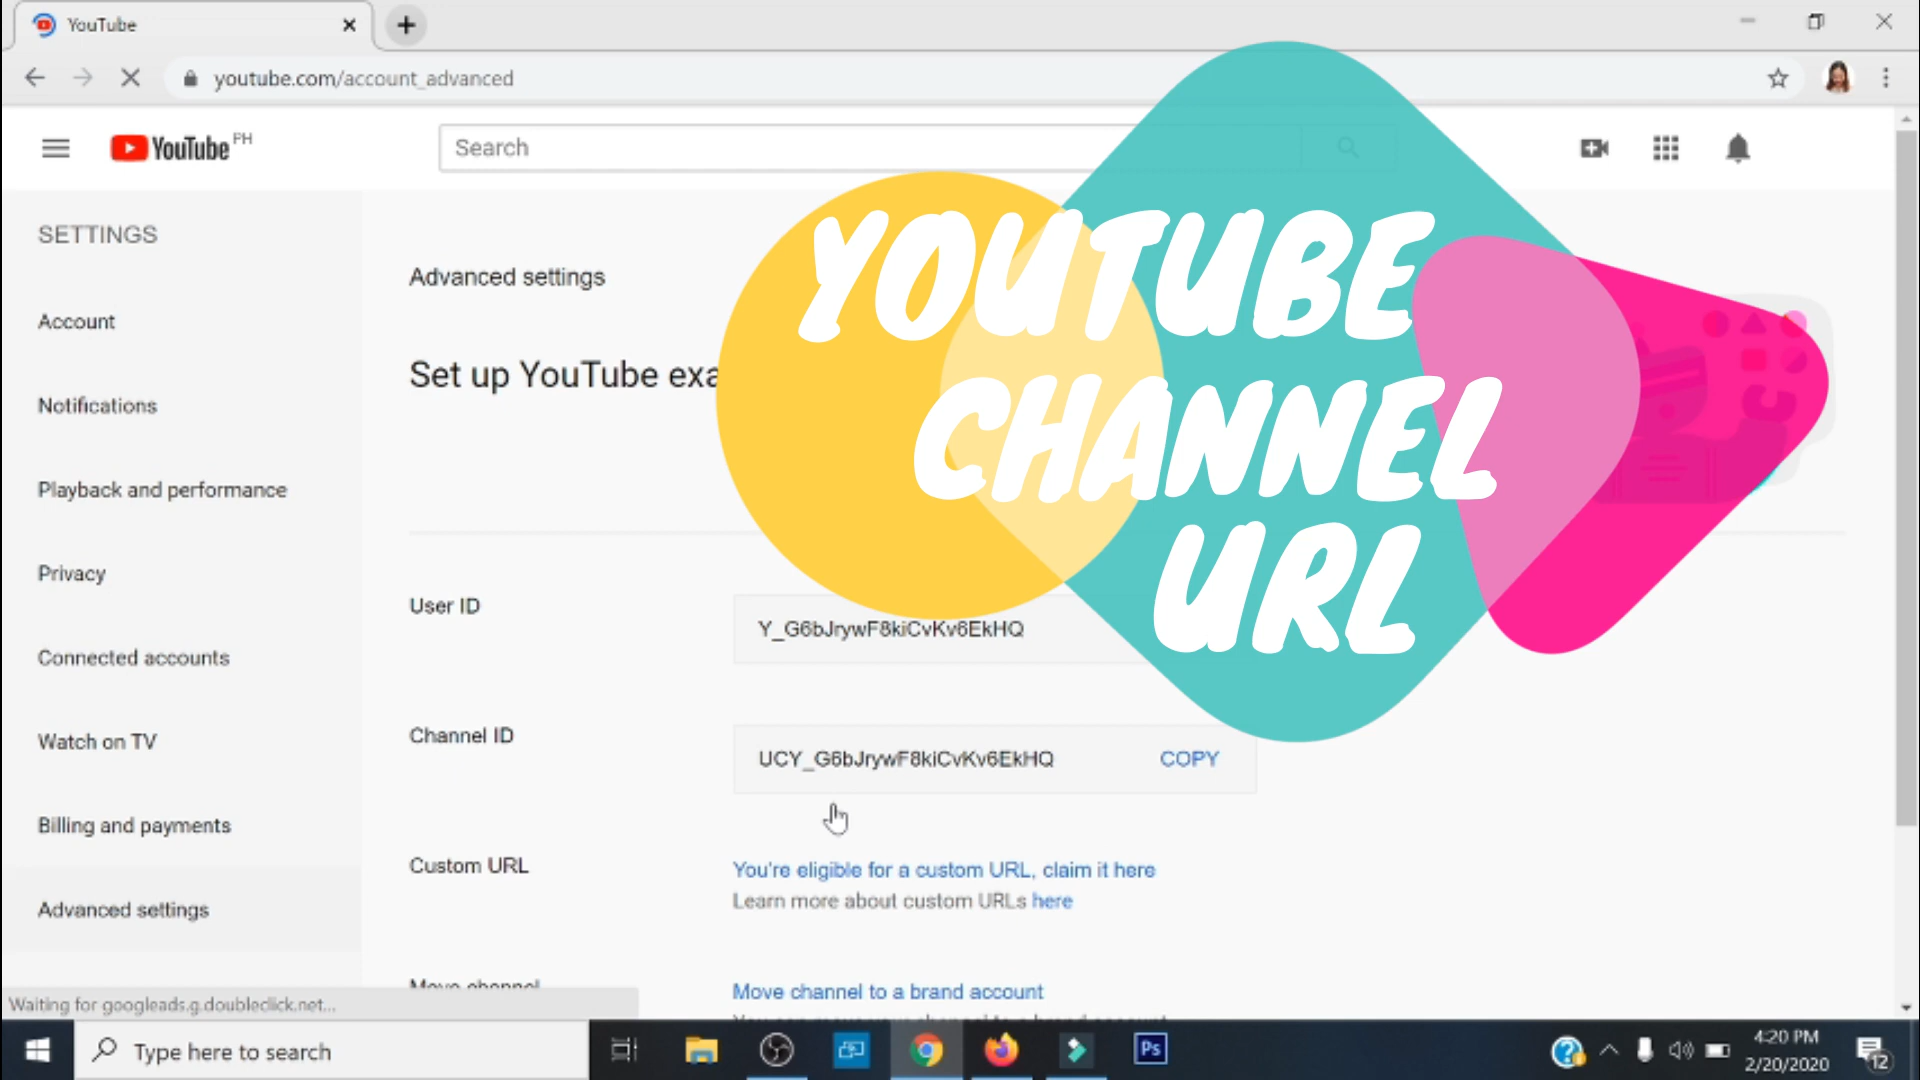 YouTube
youtube.com/account_advanced
YouTube PH
Search
SETTINGS
Account
Notifications
Playback and performance
Privacy
Connected accounts
Watch on TV
Billing and payments
Advanced settings
Advanced settings
Set up YouTube exa
YOUTUBE
CHANNEL
URL
User ID
Y_G6bJrywF8kiCvKv6EkHQ
Channel ID
UCY_G6bJrywF8kiCvKv6EkHQ
COPY
Custom URL
You're eligible for a custom URL, claim it here
Learn more about custom URLs here
Move channel
Move channel to a brand account
Waiting for googleads.g.doubleclick.net...
Type here to search
Ps
4:20 PM
2/20/2020
12